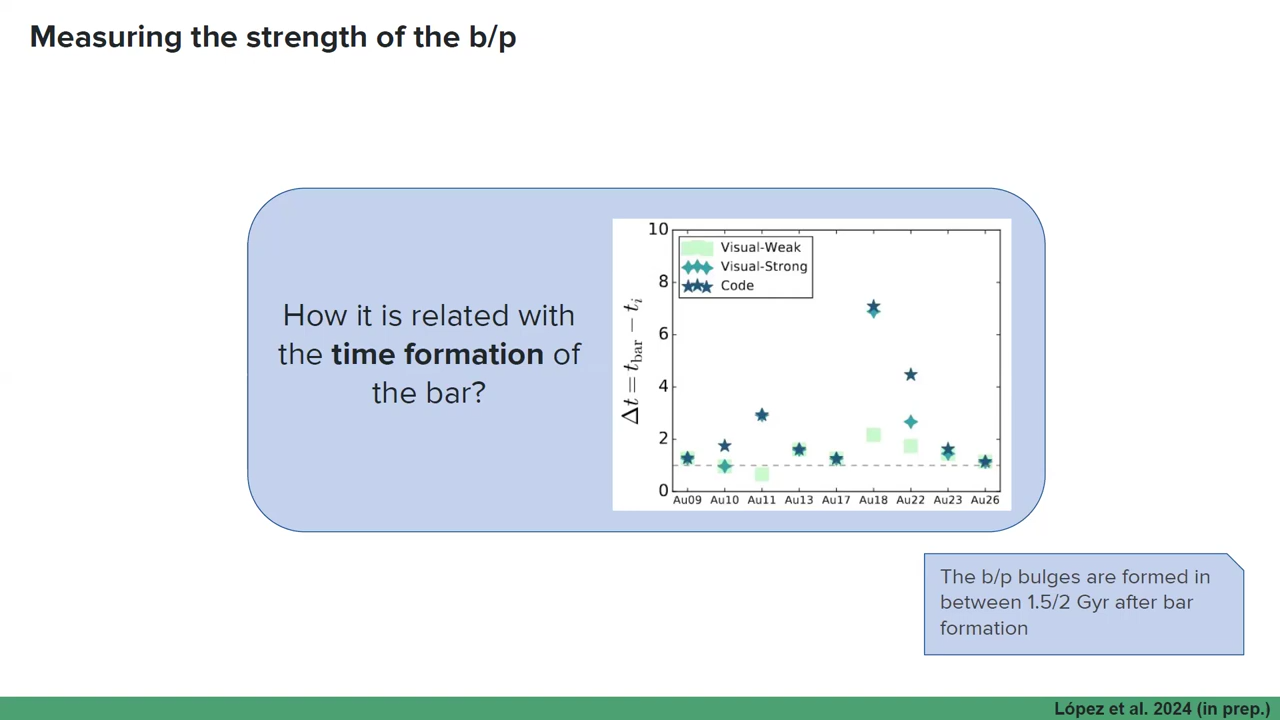 Measuring the strength of the b/p
How it is related with
the time formation of
the bar?
10
8
6
4
2
0
Δt = t_bar − t_i
Visual-Weak
Visual-Strong
Code
Au09 Au10 Au11 Au13 Au17 Au18 Au22 Au23 Au26
The b/p bulges are formed in
between 1.5/2 Gyr after bar
formation
López et al. 2024 (in prep.)